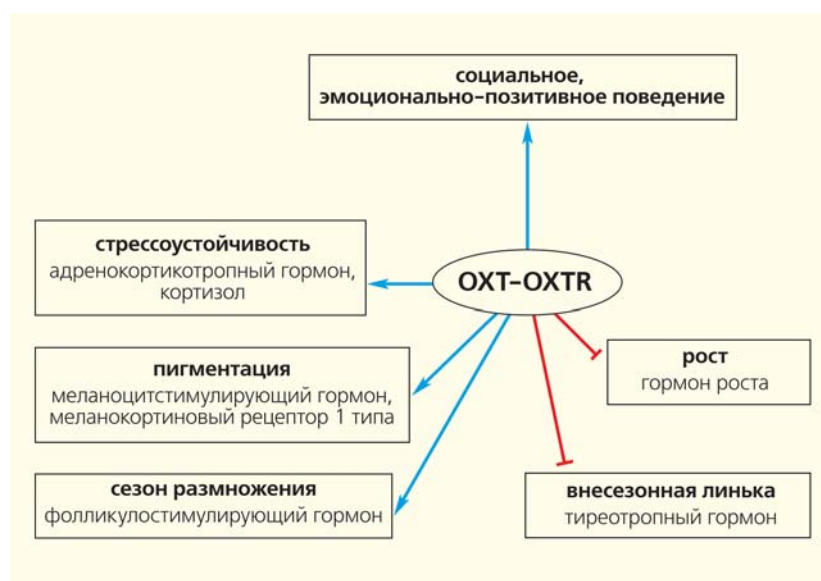 социальное,
эмоционально–позитивное поведение
стрессоустойчивость
адренокортикотропный гормон,
кортизол
OXT–OXTR
пигментация
меланоцитстимулирующий гормон,
меланокортиновый рецептор 1 типа
рост
гормон роста
сезон размножения
фолликулостимулирующий гормон
внесезонная линька
тиреотропный гормон